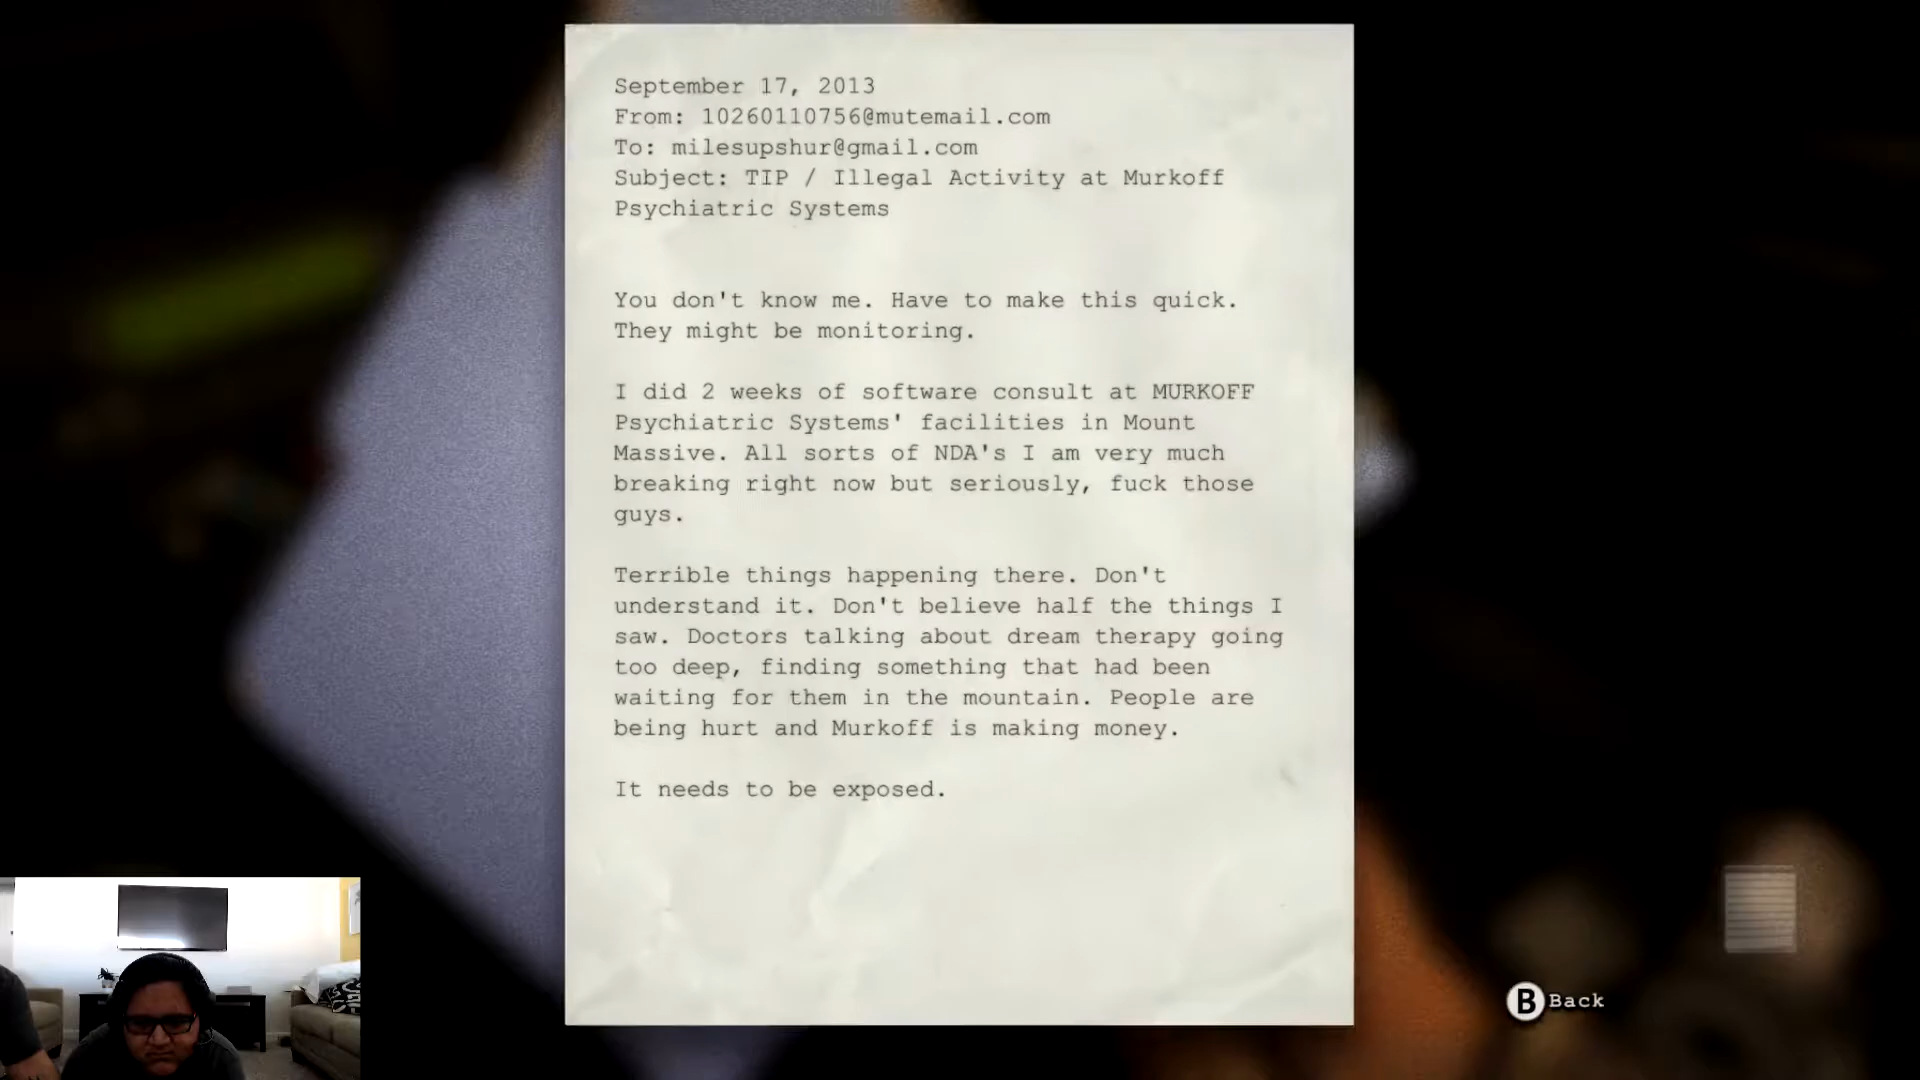 September 17, 2013
From: 10260110756@mutemail.com
To: milesupshur@gmail.com
Subject: TIP / Illegal Activity at Murkoff
Psychiatric Systems
You don't know me. Have to make this quick.
They might be monitoring.
I did 2 weeks of software consult at MURKOFF
Psychiatric Systems' facilities in Mount
Massive. All sorts of NDA's I am very much
breaking right now but seriously, fuck those
guys.
Terrible things happening there. Don't
understand it. Don't believe half the things I
saw. Doctors talking about dream therapy going
too deep, finding something that had been
waiting for them in the mountain. People are
being hurt and Murkoff is making money.
It needs to be exposed.
B Back